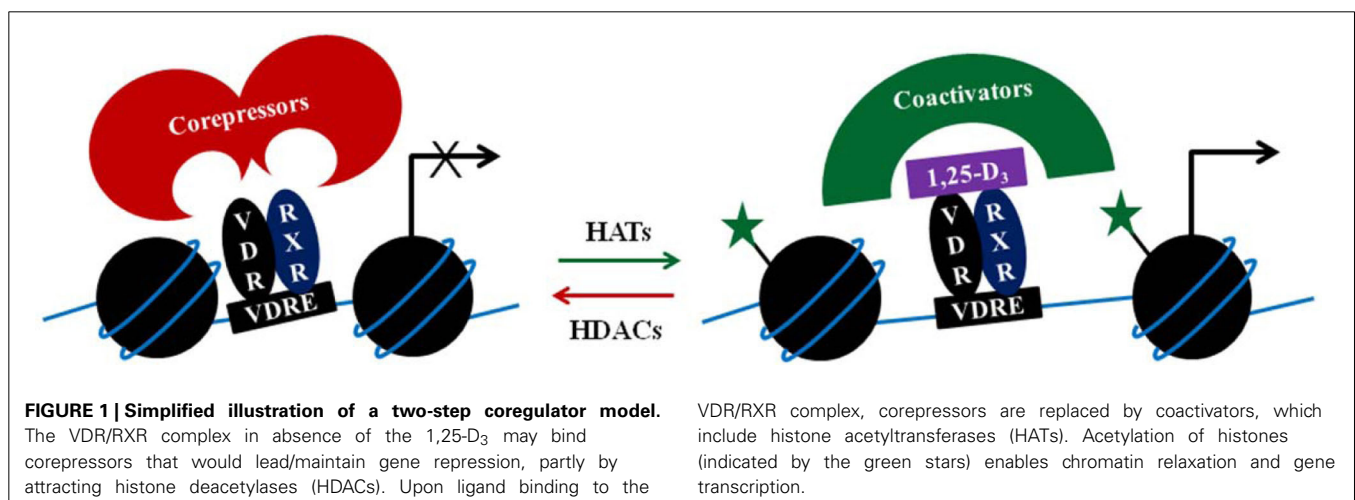 Corepressors
V
D
R
R
X
R
VDRE
HATs
HDACs
Coactivators
1,25-D₃
V
D
R
R
X
R
VDRE
FIGURE 1 | Simplified illustration of a two-step coregulator model.
The VDR/RXR complex in absence of the 1,25-D₃ may bind
corepressors that would lead/maintain gene repression, partly by
attracting histone deacetylases (HDACs). Upon ligand binding to the
VDR/RXR complex, corepressors are replaced by coactivators, which
include histone acetyltransferases (HATs). Acetylation of histones
(indicated by the green stars) enables chromatin relaxation and gene
transcription.